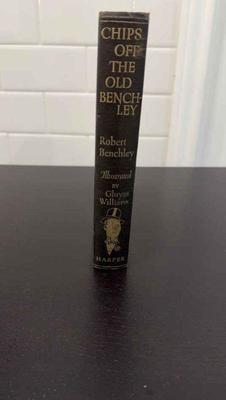 CHIPS
OFF
THE
OLD
BENCH-
LEY
Robert
Benchley
Illustrated
BY
Gluyas
Williams
HARPER